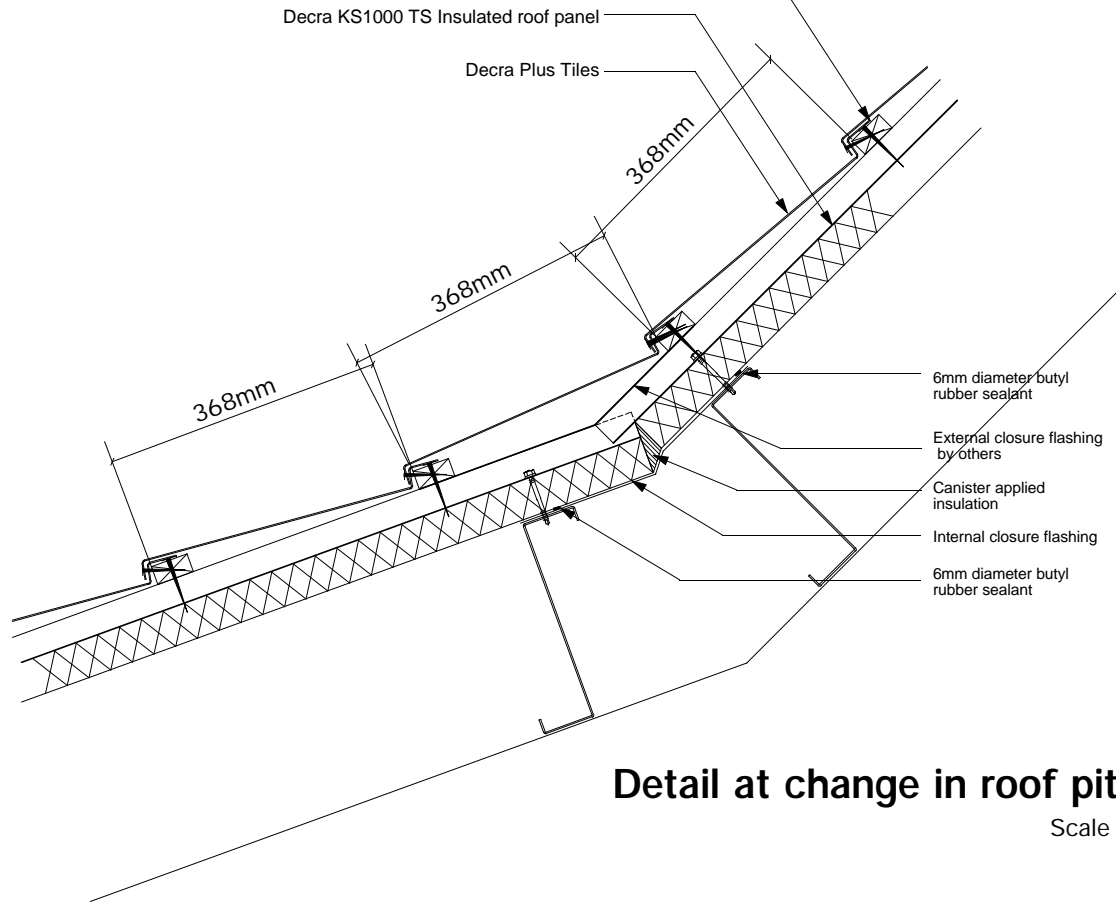 Decra KS1000 TS Insulated roof panel
Decra Plus Tiles
368mm
368mm
368mm
6mm diameter butyl
rubber sealant
External closure flashing
by others
Canister applied
insulation
Internal closure flashing
6mm diameter butyl
rubber sealant
Detail at change in roof pit
Scale